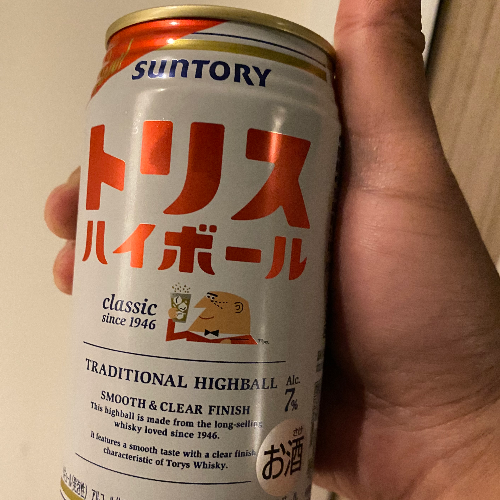 SUNTORY
トリス
ハイボール
classic
since 1946
TRADITIONAL HIGHBALL
Alc.
7%
SMOOTH & CLEAR FINISH
This highball is made from the long-selling
whisky loved since 1946.
It features a smooth taste with a clear finish
characteristic of Torys Whisky.
さけ
お酒